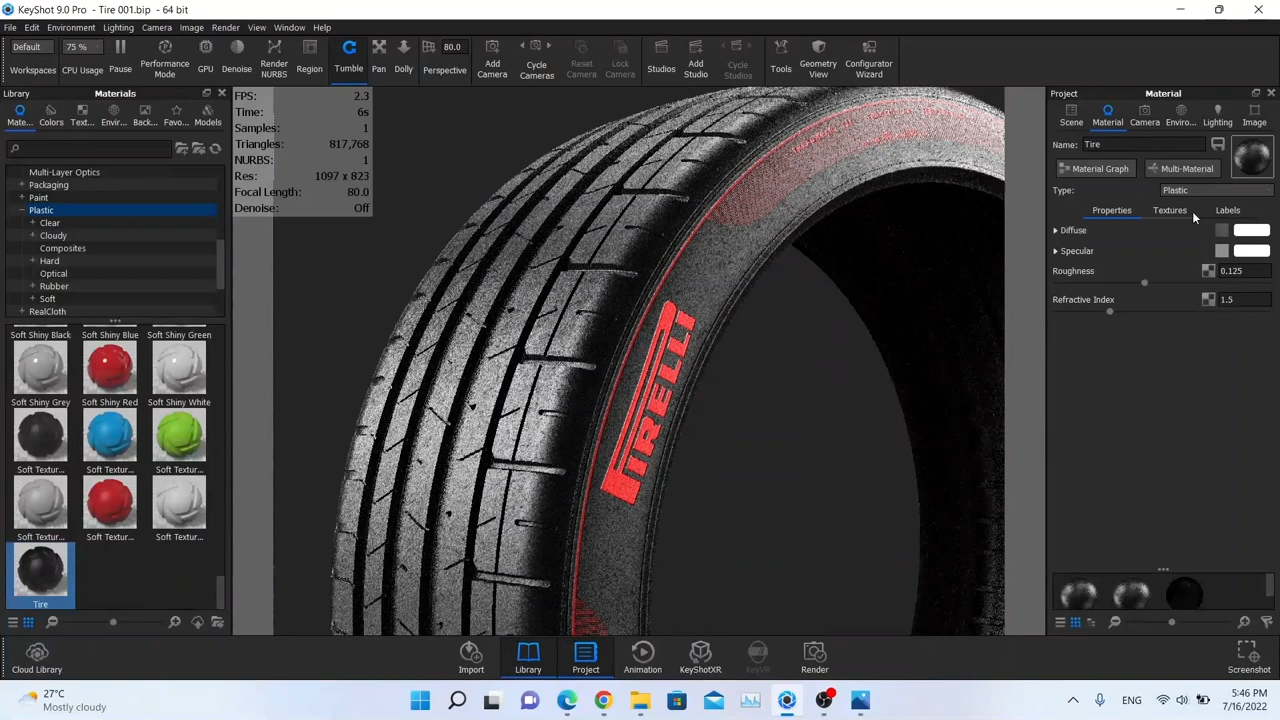 KeyShot 9.0 Pro - Tire 001.bip - 64 bit
File Edit Environment Lighting Camera Image Render View Window Help
Default 75 % 80.0
Workspaces CPU Usage Pause Performance Mode GPU Denoise Render NURBS Region Tumble Pan Dolly Perspective Add Camera Cycle Cameras Reset Camera Lock Camera Studios Add Studio Cycle Studios Tools Geometry View Configurator Wizard
Library Materials
Mate... Colors Text... Envir... Back... Favo... Models
Multi-Layer Optics
Packaging
Paint
Plastic
Clear
Cloudy
Composites
Hard
Optical
Rubber
Soft
RealCloth
Soft Shiny Black Soft Shiny Blue Soft Shiny Green
Soft Shiny Grey Soft Shiny Red Soft Shiny White
Soft Textur... Soft Textur... Soft Textur...
Soft Textur... Soft Textur... Soft Textur...
Tire
FPS: 2.3
Time: 6s
Samples: 1
Triangles: 817,768
NURBS: 1
Res: 1097 x 823
Focal Length: 80.0
Denoise: Off
PIRELLI
Project Material
Scene Material Camera Enviro... Lighting Image
Name: Tire
Material Graph Multi-Material
Type: Plastic
Properties Textures Labels
Diffuse
Specular
Roughness 0.125
Refractive Index 1.5
Cloud Library Import Library Project Animation KeyShotXR KeyVR Render Screenshot
27°C
Mostly cloudy
ENG
5:46 PM
7/16/2022